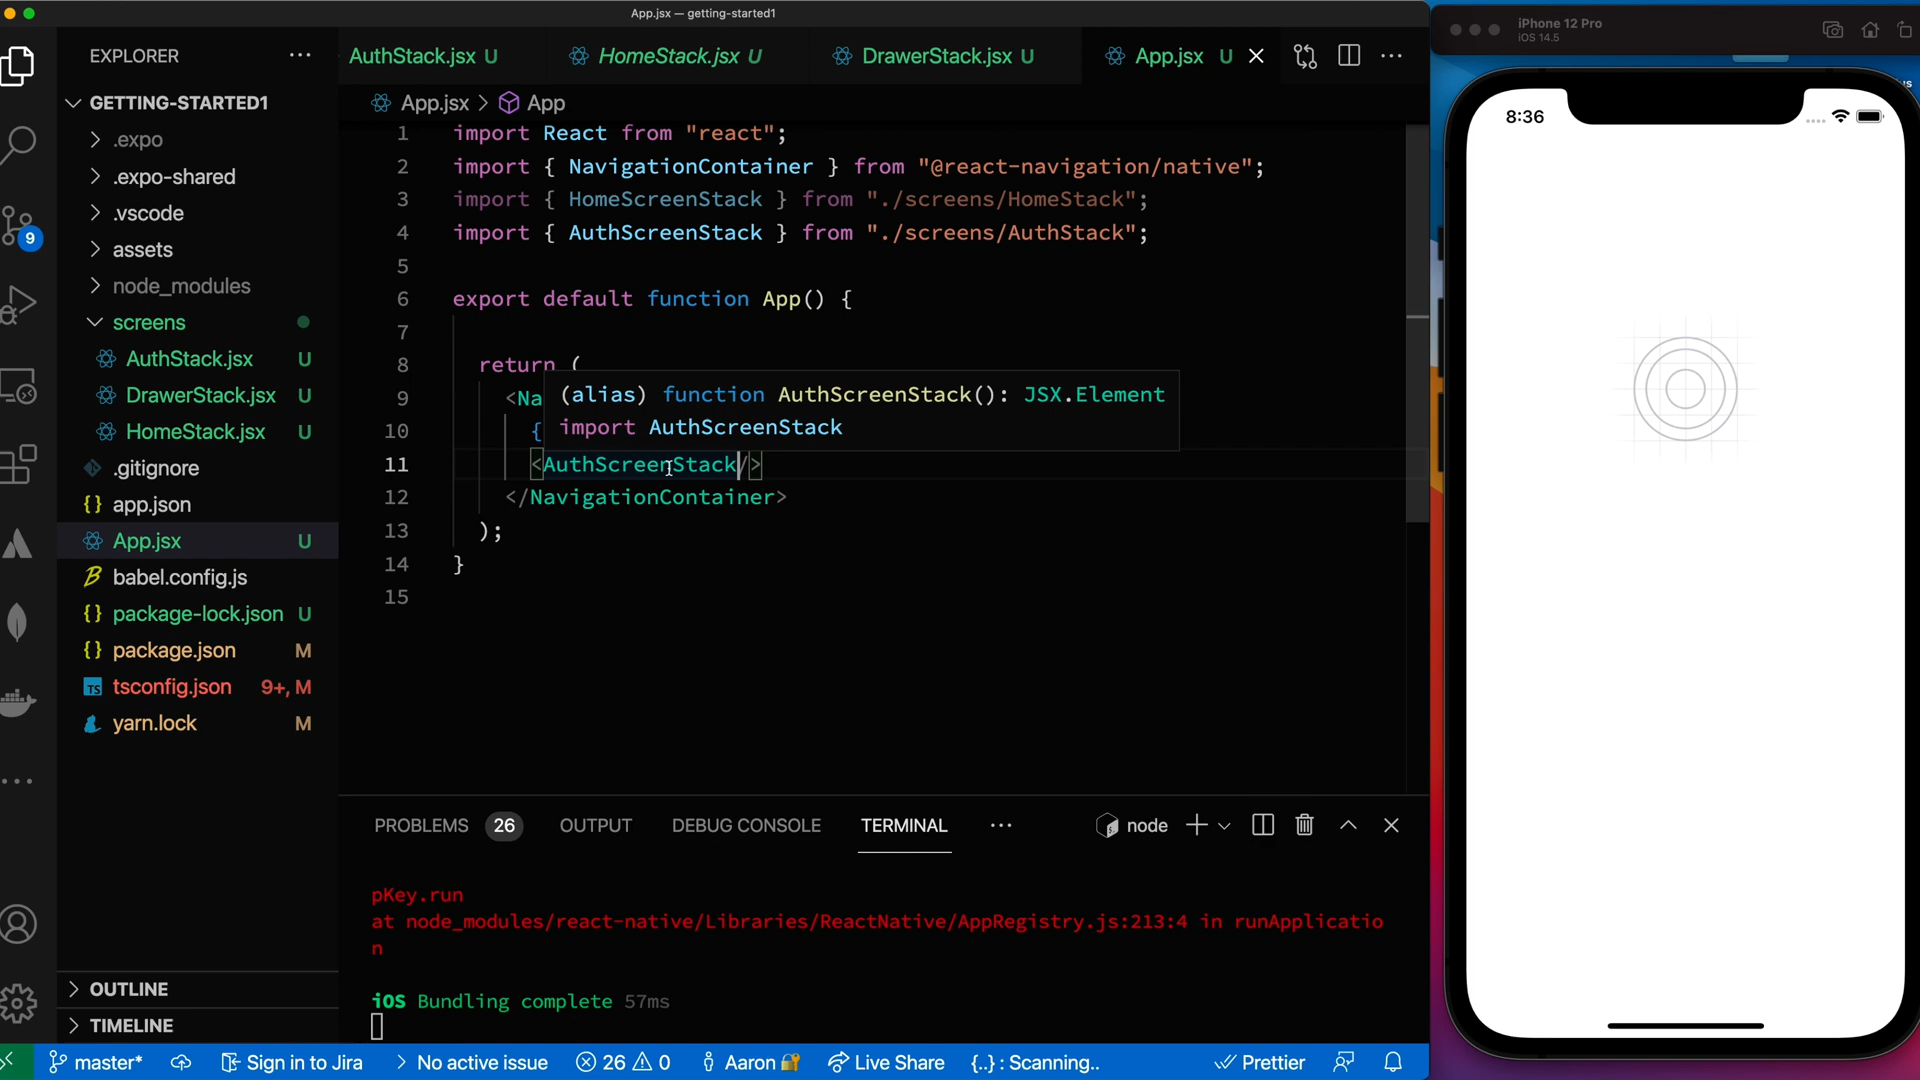 App.jsx — getting-started1
EXPLORER
GETTING-STARTED1
.expo
.expo-shared
.vscode
assets
node_modules
screens
AuthStack.jsx U
DrawerStack.jsx U
HomeStack.jsx U
.gitignore
app.json
App.jsx U
babel.config.js
package-lock.json U
package.json M
tsconfig.json 9+, M
yarn.lock M
OUTLINE
TIMELINE
9
AuthStack.jsx U
HomeStack.jsx U
DrawerStack.jsx U
App.jsx U
App.jsx > App
1 import React from "react";
2 import { NavigationContainer } from "@react-navigation/native";
3 import { HomeScreenStack } from "./screens/HomeStack";
4 import { AuthScreenStack } from "./screens/AuthStack";
5
6 export default function App() {
7
8 return (
9 <Na
10 {
11 <AuthScreenStack/>
12 </NavigationContainer>
13 );
14 }
15
(alias) function AuthScreenStack(): JSX.Element
import AuthScreenStack
PROBLEMS 26 OUTPUT DEBUG CONSOLE TERMINAL
node
pKey.run
at node_modules/react-native/Libraries/ReactNative/AppRegistry.js:213:4 in runApplicatio
n
iOS Bundling complete 57ms
master* Sign in to Jira No active issue 26 0 Aaron Live Share {..} : Scanning.. Prettier
iPhone 12 Pro
iOS 14.5
8:36